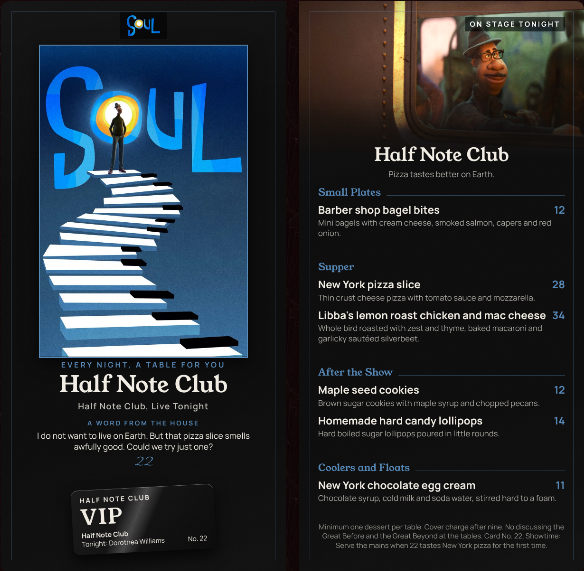 SOUL
SOUL
EVERY NIGHT, A TABLE FOR YOU
Half Note Club
Half Note Club. Live Tonight
A WORD FROM THE HOUSE
I do not want to live on Earth. But that pizza slice smells
awfully good. Could we try just one?
22
HALF NOTE CLUB
VIP
Half Note Club
Tonight: Dorothea Williams
No. 22
ON STAGE TONIGHT
Half Note Club
Pizza tastes better on Earth.
Small Plates
Barber shop bagel bites 12
Mini bagels with cream cheese, smoked salmon, capers and red
onion.
Supper
New York pizza slice 28
Thin crust cheese pizza with tomato sauce and mozzarella.
Libba's lemon roast chicken and mac cheese 34
Whole bird roasted with zest and thyme, baked macaroni and
garlicky sautéed silverbeet.
After the Show
Maple seed cookies 12
Brown sugar cookies with maple syrup and chopped pecans.
Homemade hard candy lollipops 14
Hard boiled sugar lollipops poured in little rounds.
Coolers and Floats
New York chocolate egg cream 11
Chocolate syrup, cold milk and soda water, stirred hard to a foam.
Minimum one dessert per table. Cover charge after nine. No discussing the
Great Before and the Great Beyond at the tables. Card No. 22. Showtime:
Serve the mains when 22 tastes New York pizza for the first time.